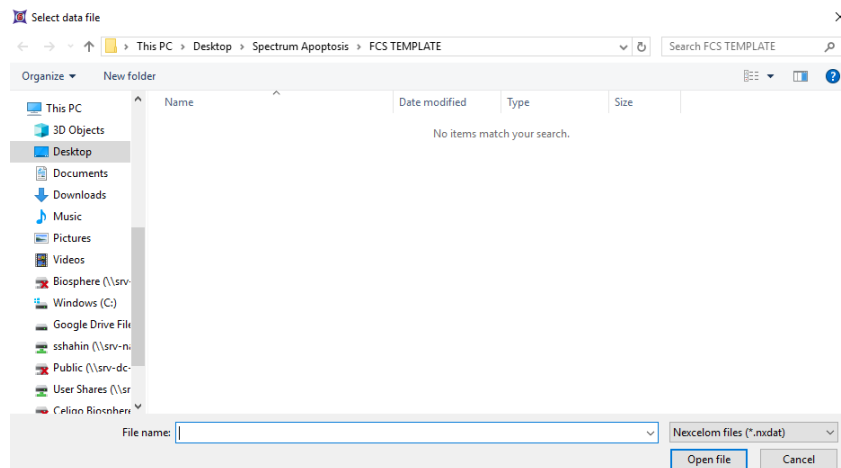 Select data file
This PC > Desktop > Spectrum Apoptosis > FCS TEMPLATE
Search FCS TEMPLATE
Organize
New folder
Name
Date modified
Type
Size
No items match your search.
This PC
3D Objects
Desktop
Documents
Downloads
Music
Pictures
Videos
Biosphere (\\srv-
Windows (C:)
Google Drive File
sshahin (\\srv-na
Public (\\srv-dc-
User Shares (\\sr
Celigo Biosphere
File name:
Nexcelom files (*.nxdat)
Open file
Cancel